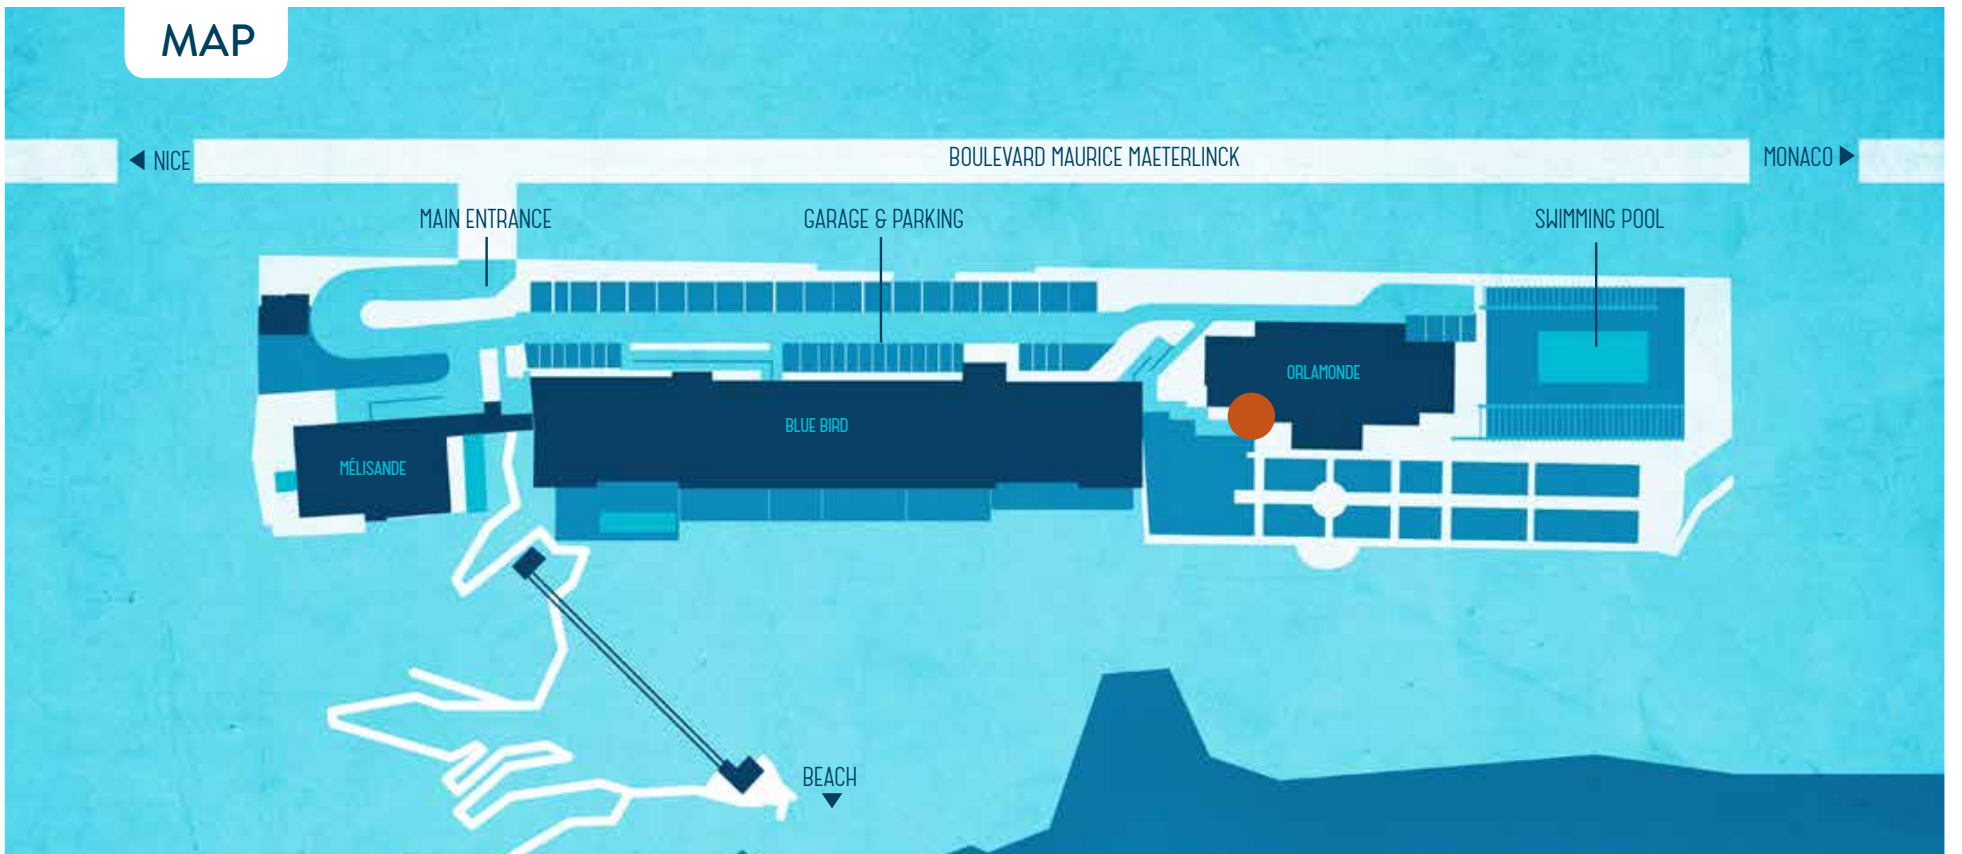 MAP
NICE
BOULEVARD MAURICE MAETERLINCK
MONACO
MAIN ENTRANCE
GARAGE & PARKING
SWIMMING POOL
ORLAMONDE
BLUE BIRD
MÉLISANDE
BEACH